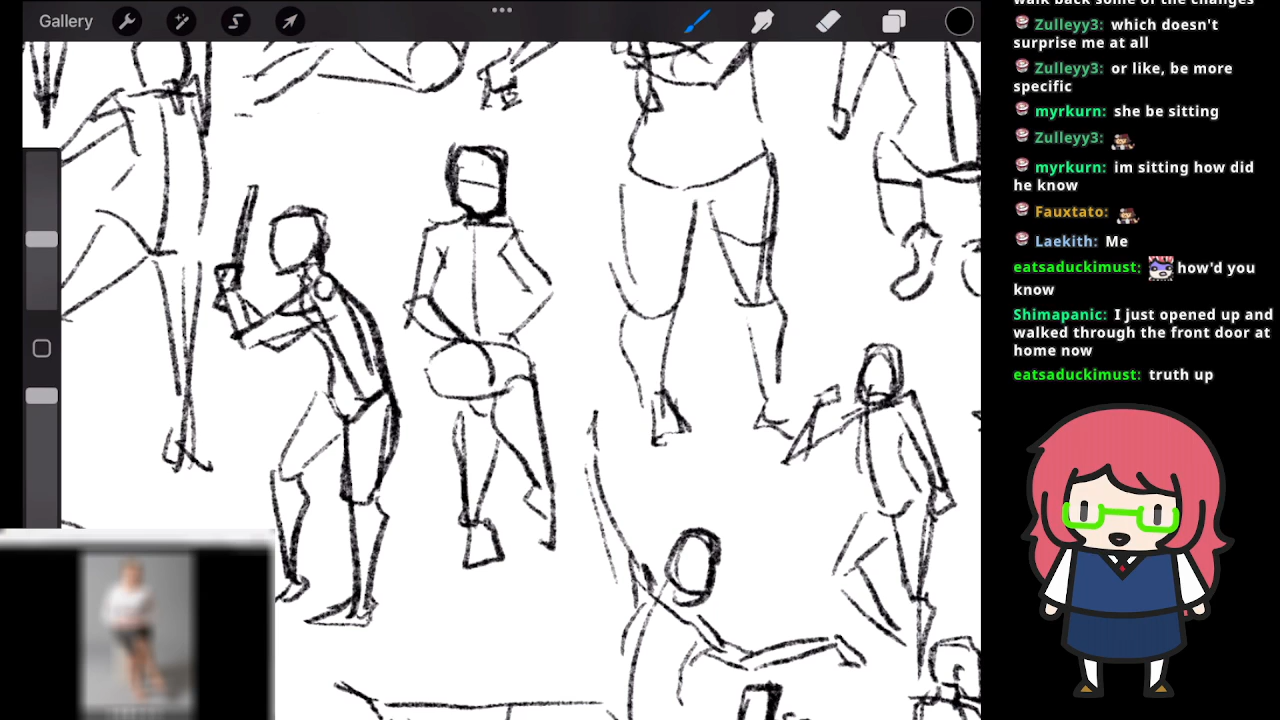 Gallery
walk back some of the changes
Zulleyy3: which doesn't
surprise me at all
Zulleyy3: or like, be more
specific
myrkurn: she be sitting
Zulleyy3:
myrkurn: im sitting how did
he know
Fauxtato:
Laekith: Me
eatsaduckimust: how'd you
know
Shimapanic: I just opened up and
walked through the front door at
home now
eatsaduckimust: truth up